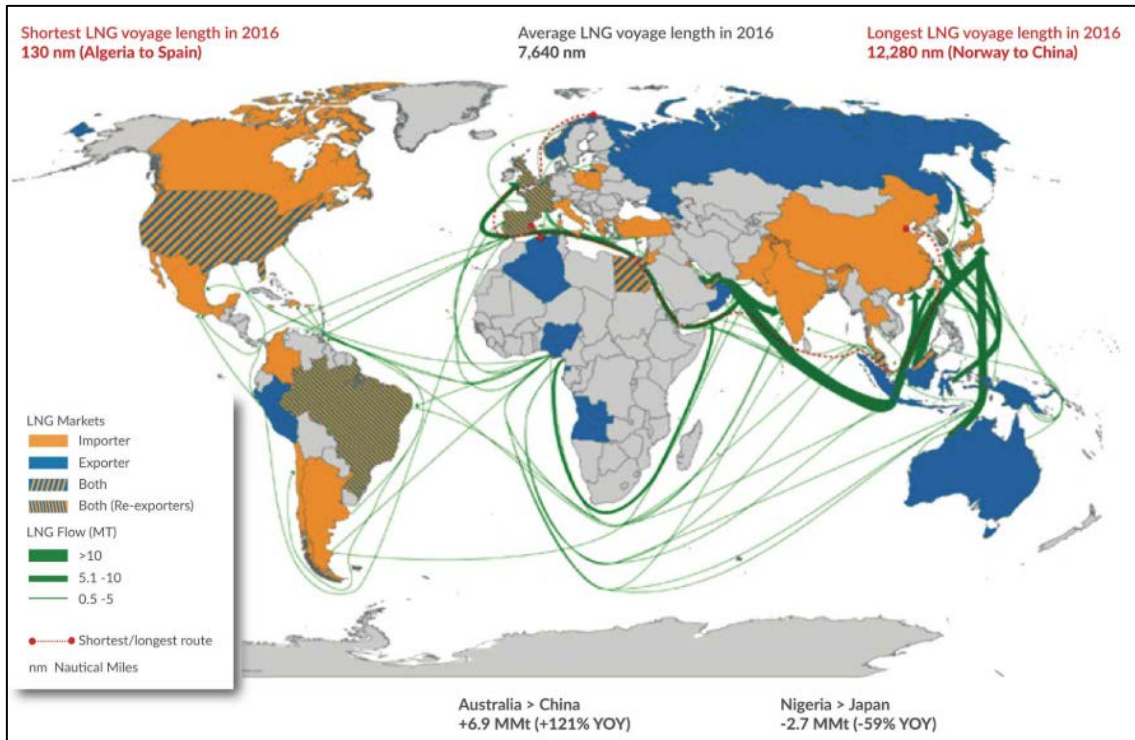 Shortest LNG voyage length in 2016
130 nm (Algeria to Spain)
Average LNG voyage length in 2016
7,640 nm
Longest LNG voyage length in 2016
12,280 nm (Norway to China)
LNG Markets
Importer
Exporter
Both
Both (Re-exporters)
LNG Flow (MT)
>10
5.1 -10
0.5 -5
Shortest/longest route
nm Nautical Miles
Australia > China
+6.9 MMt (+121% YOY)
Nigeria > Japan
-2.7 MMt (-59% YOY)